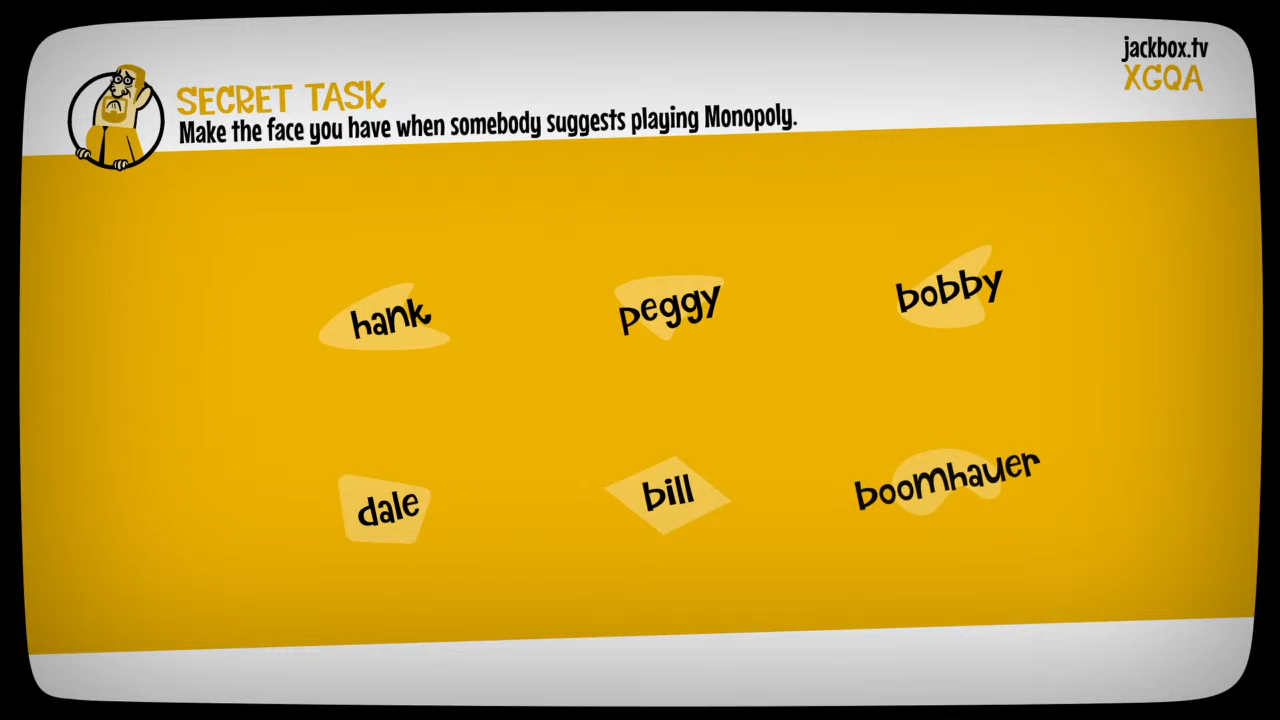 jackbox.tv
XGQA
SECRET TASK
Make the face you have when somebody suggests playing Monopoly.
hank
peggy
bobby
dale
bill
boomhauer